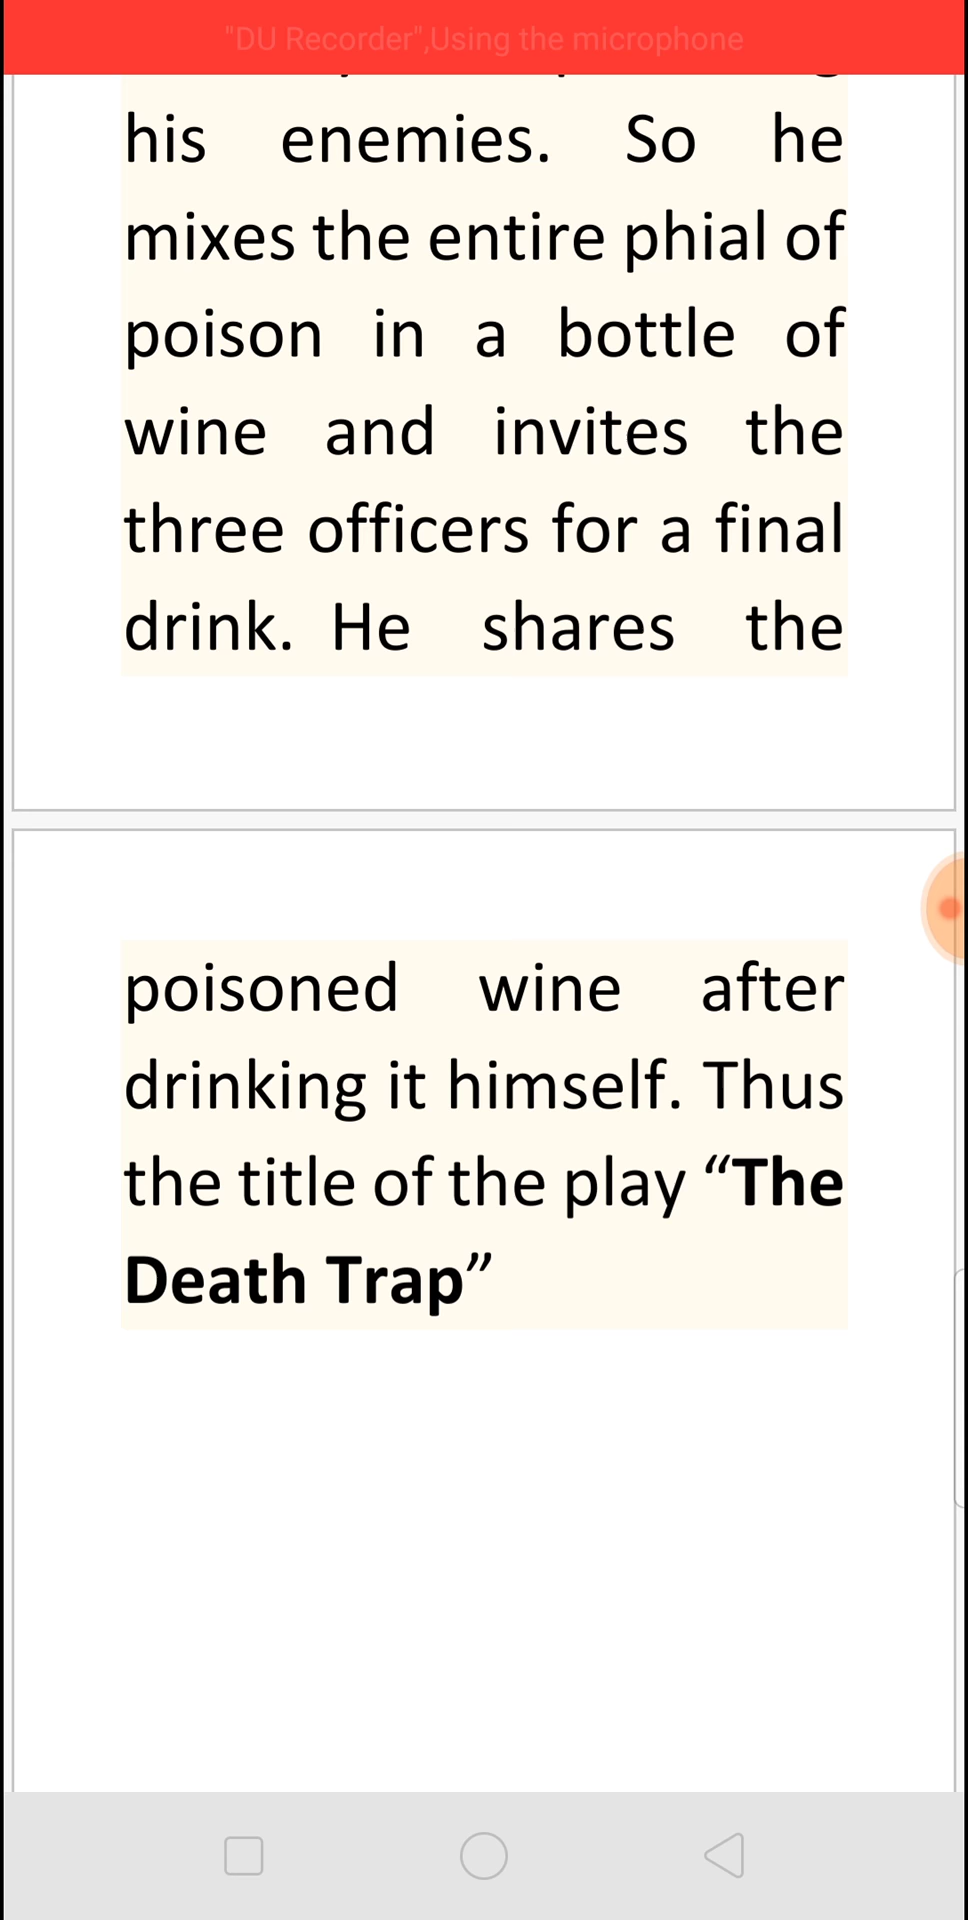 "DU Recorder",Using the microphone
his enemies. So he
mixes the entire phial of
poison in a bottle of
wine and invites the
three officers for a final
drink. He shares the
poisoned wine after
drinking it himself. Thus
the title of the play “The
Death Trap”